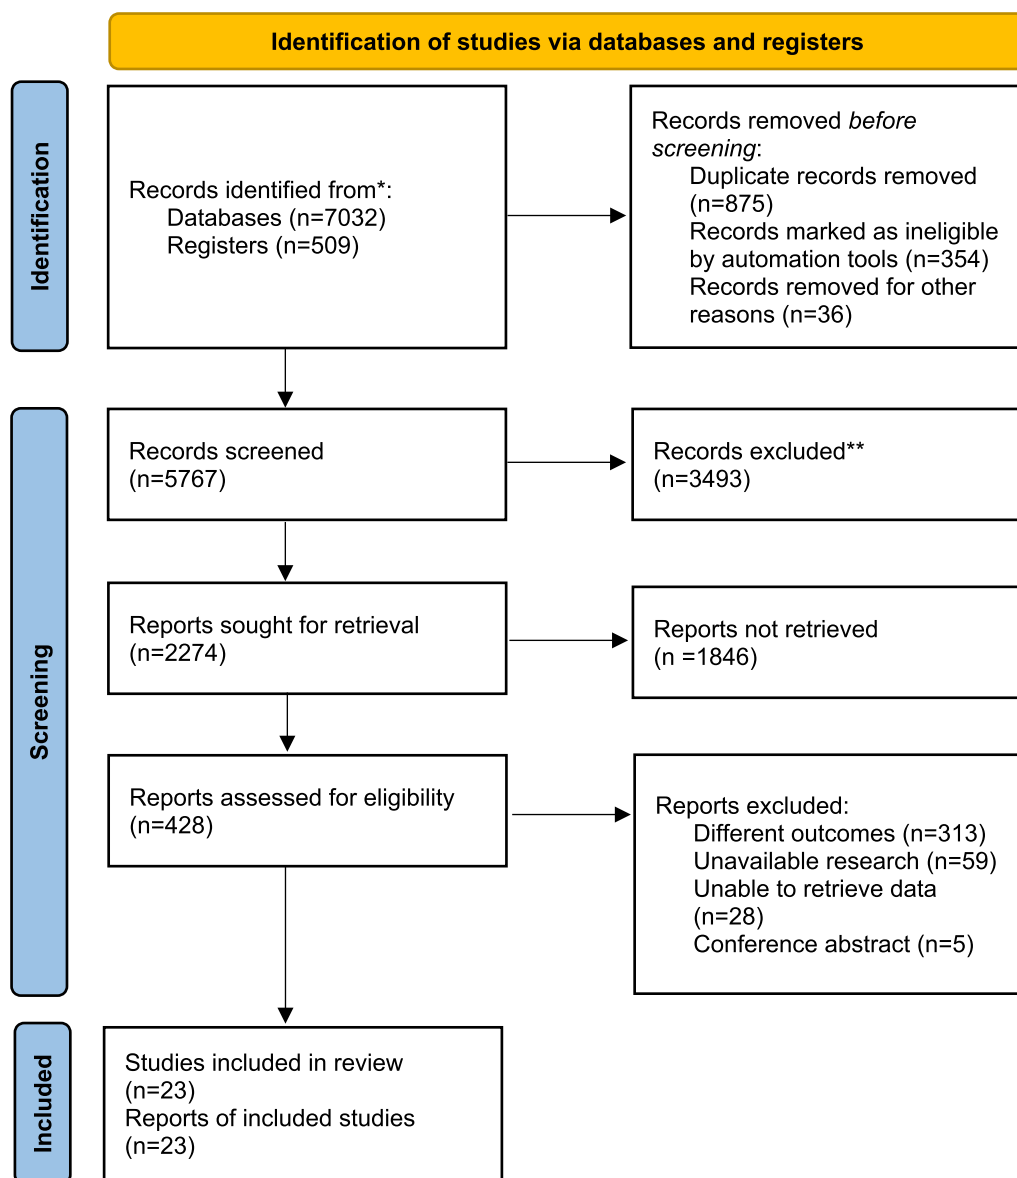 Identification of studies via databases and registers
Identification
Records identified from*:
Databases (n=7032)
Registers (n=509)
Records removed before
screening:
Duplicate records removed
(n=875)
Records marked as ineligible
by automation tools (n=354)
Records removed for other
reasons (n=36)
Screening
Records screened
(n=5767)
Records excluded**
(n=3493)
Reports sought for retrieval
(n=2274)
Reports not retrieved
(n =1846)
Reports assessed for eligibility
(n=428)
Reports excluded:
Different outcomes (n=313)
Unavailable research (n=59)
Unable to retrieve data
(n=28)
Conference abstract (n=5)
Included
Studies included in review
(n=23)
Reports of included studies
(n=23)